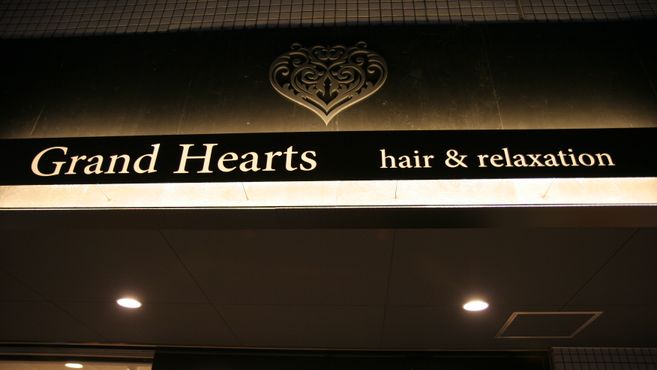 Grand Hearts hair & relaxation